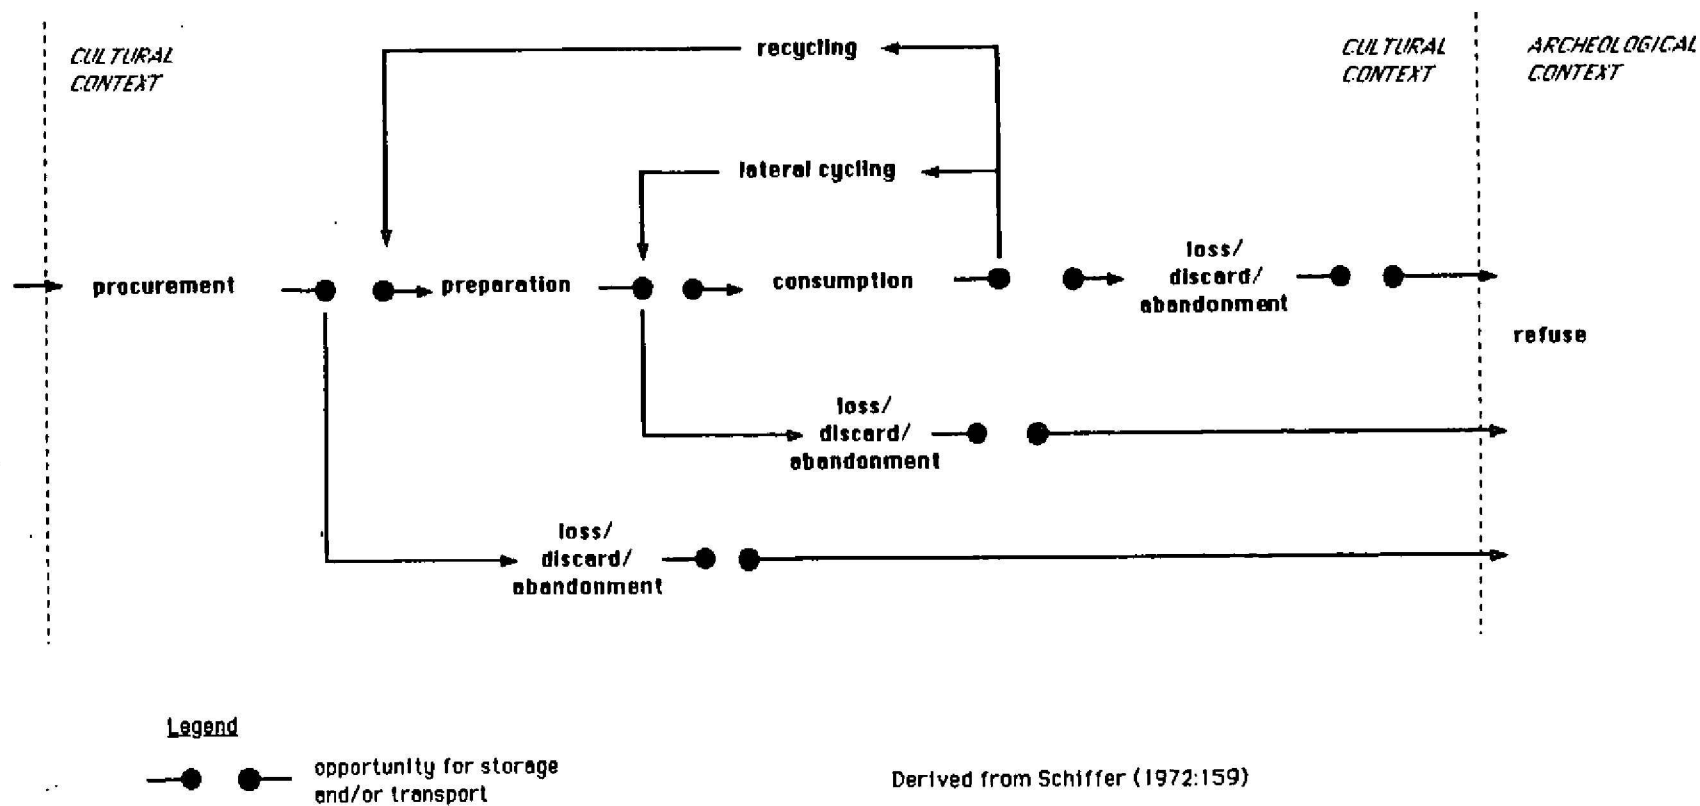 CULTURAL
CONTEXT
recycling
CULTURAL
CONTEXT
ARCHEOLOGICAL
CONTEXT
lateral cycling
procurement
preparation
consumption
loss/
discard/
abandonment
refuse
loss/
discard/
abandonment
loss/
discard/
abandonment
Legend
opportunity for storage
and/or transport
Derived from Schiffer (1972:159)